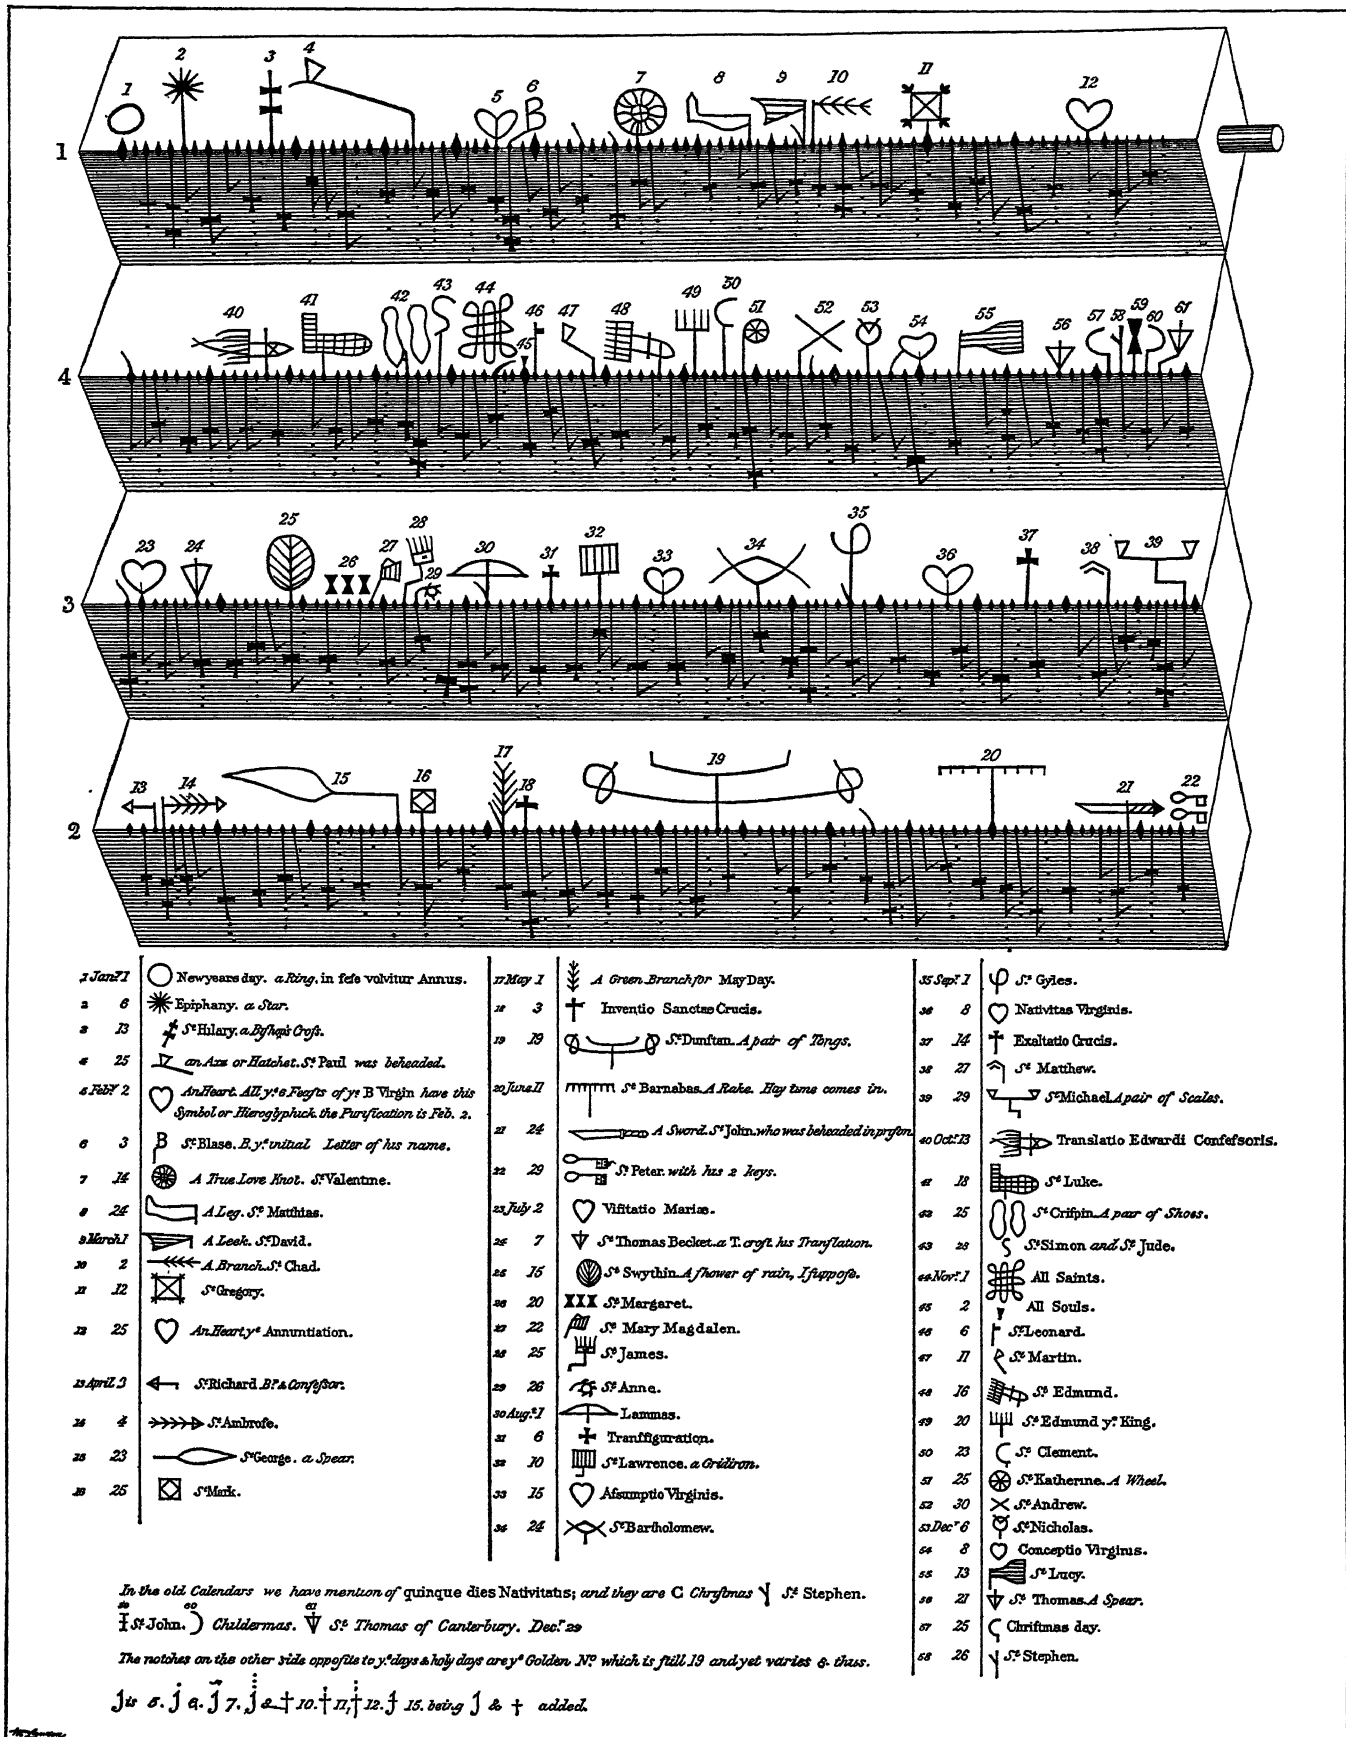 1 2 3 4 5 6 7 8 9 10 11 12
1
40 41 42 43 44 45 46 47 48 49 50 51 52 53 54 55 56 57 58 59 60 61
4
23 24 25 26 27 28 29 30 31 32 33 34 35 36 37 38 39
3
13 14 15 16 17 18 19 20 21 22
2
1 Jany. 1 Newyears day. a Ring. in seſe volvitur Annus.
2 6 Epiphany. a Star.
3 13 St. Hilary. a Biſhop's Croſs.
4 25 an Axe or Hatchet. St. Paul was beheaded.
5 Feby. 2 An Heart. All ye. 6 Feaſts of ye B Virgin have this
Symbol or Hieroglyphick. the Purification is Feb. 2.
6 3 B St. Blase. B. ye. initial Letter of his name.
7 14 A True Love Knot. St. Valentine.
8 24 A Leg. St. Matthias.
9 March 1 A Leek. St. David.
10 2 A Branch. St. Chad.
11 12 St. Gregory.
12 25 An Heart, ye. Annuntiation.
13 April. 3 St. Richard Bp. & Confeſsor.
14 4 St. Ambroſe.
15 23 St. George. a Spear.
16 25 St. Mark.
17 May 1 A Green Branch for May Day.
18 3 Inventio Sanctæ Crucis.
19 19 St. Dunſtan. A pair of Tongs.
20 June 11 St. Barnabas. A Rake. Hay time comes in.
21 24 A Sword. St. John. who was beheaded in priſon
22 29 St. Peter. with his 2 keys.
23 July 2 Viſitatio Mariæ.
24 7 St. Thomas Becket. a T. croſt. his Tranſlation.
25 15 St. Swythin. A ſhower of rain, I ſuppoſe.
26 20 St. Margaret.
27 22 St. Mary Magdalen.
28 25 St. James.
29 26 St. Anne.
30 Augt. 1 Lammas.
31 6 Tranſfiguration.
32 10 St. Lawrence. a Gridiron.
33 15 Aſsumptio Virginis.
34 24 St. Bartholomew.
35 Sepr. 1 St. Gyles.
36 8 Nativitas Virginis.
37 14 Exaltatio Crucis.
38 27 St. Matthew.
39 29 St. Michael. A pair of Scales.
40 Octr. 13 Translatio Edwardi Confeſsoris.
41 18 St. Luke.
42 25 St. Criſpin. A pair of Shoes.
43 28 St. Simon and St. Jude.
44 Novr. 1 All Saints.
45 2 All Souls.
46 6 St. Leonard.
47 11 St. Martin.
48 16 St. Edmund.
49 20 St. Edmund ye. King.
50 23 St. Clement.
51 25 St. Katherine. A Wheel.
52 30 St. Andrew.
53 Decr. 6 St. Nicholas.
54 8 Conceptio Virginis.
55 13 St. Lucy.
56 21 St. Thomas. A Spear.
57 25 Chriſtmas day.
58 26 St. Stephen.
In the old Calendars we have mention of quinque dies Nativitatis; and they are C Chryſtmas St. Stephen.
59 60 61
St. John. Childermas. St. Thomas of Canterbury. Decr. 29
The notches on the other side oppoſite to ye. days & holy days are ye. Golden No. which is ſtill 19 and yet varies & thus.
is 5. 6. 7. 8 10. 11, 12. 15. being & added.